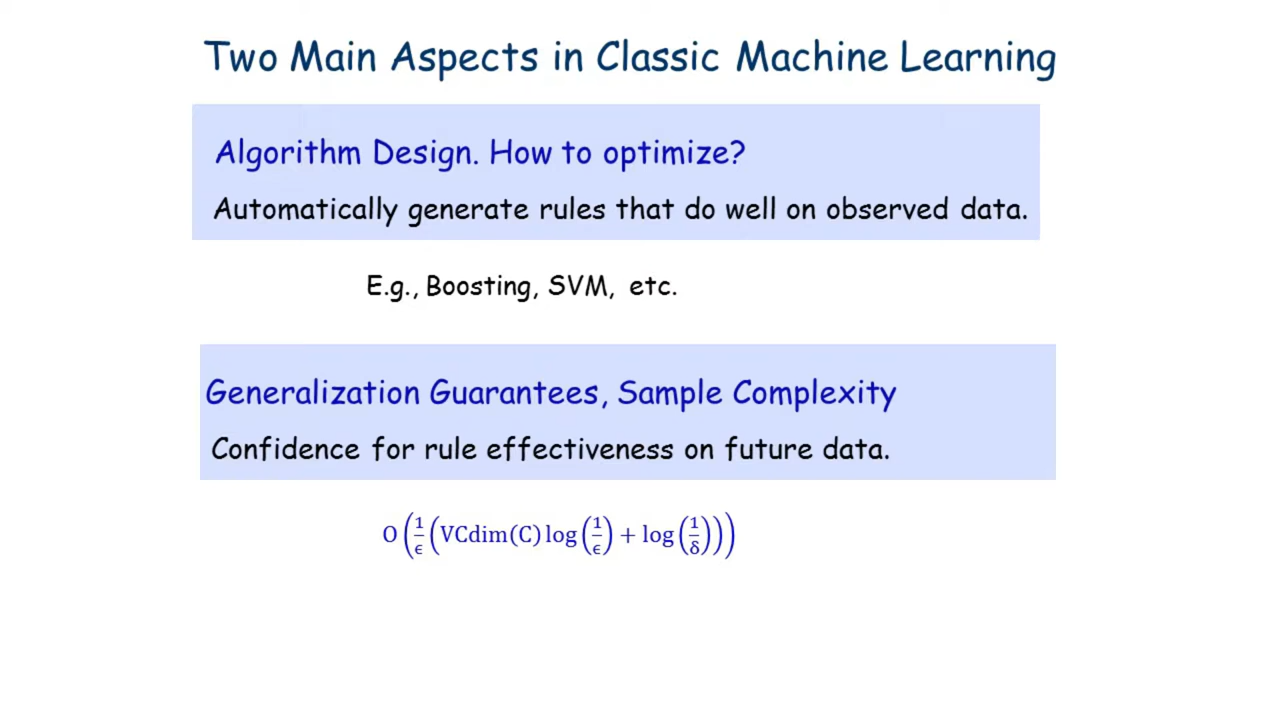 Two Main Aspects in Classic Machine Learning
Algorithm Design. How to optimize?
Automatically generate rules that do well on observed data.
E.g., Boosting, SVM, etc.
Generalization Guarantees, Sample Complexity
Confidence for rule effectiveness on future data.
O(1/ϵ(VCdim(C) log(1/ϵ) + log(1/δ)))